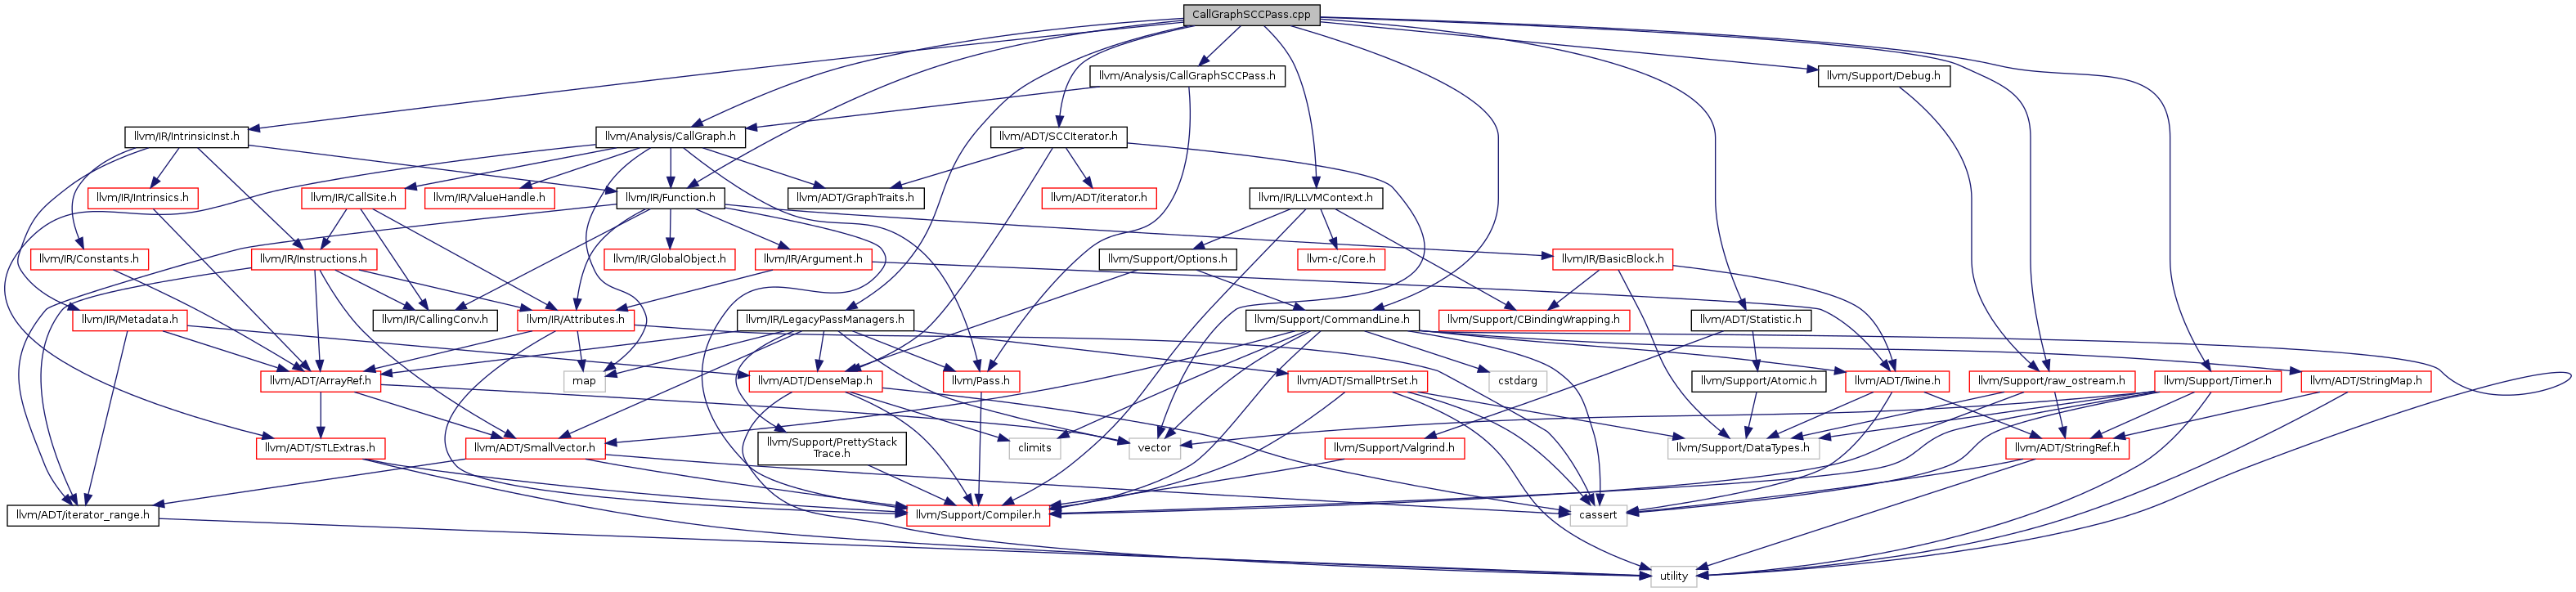 CallGraphSCCPass.cpp
llvm/Analysis/CallGraphSCCPass.h
llvm/Support/Debug.h
llvm/IR/IntrinsicInst.h
llvm/Analysis/CallGraph.h
llvm/ADT/SCCIterator.h
llvm/IR/Intrinsics.h
llvm/IR/CallSite.h
llvm/IR/ValueHandle.h
llvm/IR/Function.h
llvm/ADT/GraphTraits.h
llvm/ADT/iterator.h
llvm/IR/LLVMContext.h
llvm/IR/Constants.h
llvm/IR/Instructions.h
llvm/IR/GlobalObject.h
llvm/IR/Argument.h
llvm/Support/Options.h
llvm-c/Core.h
llvm/IR/BasicBlock.h
llvm/IR/Metadata.h
llvm/IR/CallingConv.h
llvm/IR/Attributes.h
llvm/IR/LegacyPassManagers.h
llvm/Support/CommandLine.h
llvm/Support/CBindingWrapping.h
llvm/ADT/Statistic.h
llvm/ADT/ArrayRef.h
map
llvm/ADT/DenseMap.h
llvm/Pass.h
llvm/ADT/SmallPtrSet.h
cstdarg
llvm/Support/Atomic.h
llvm/ADT/Twine.h
llvm/Support/raw_ostream.h
llvm/Support/Timer.h
llvm/ADT/StringMap.h
llvm/ADT/STLExtras.h
llvm/ADT/SmallVector.h
llvm/Support/PrettyStack
Trace.h
climits
vector
llvm/Support/Valgrind.h
llvm/Support/DataTypes.h
llvm/ADT/StringRef.h
llvm/ADT/iterator_range.h
llvm/Support/Compiler.h
cassert
utility